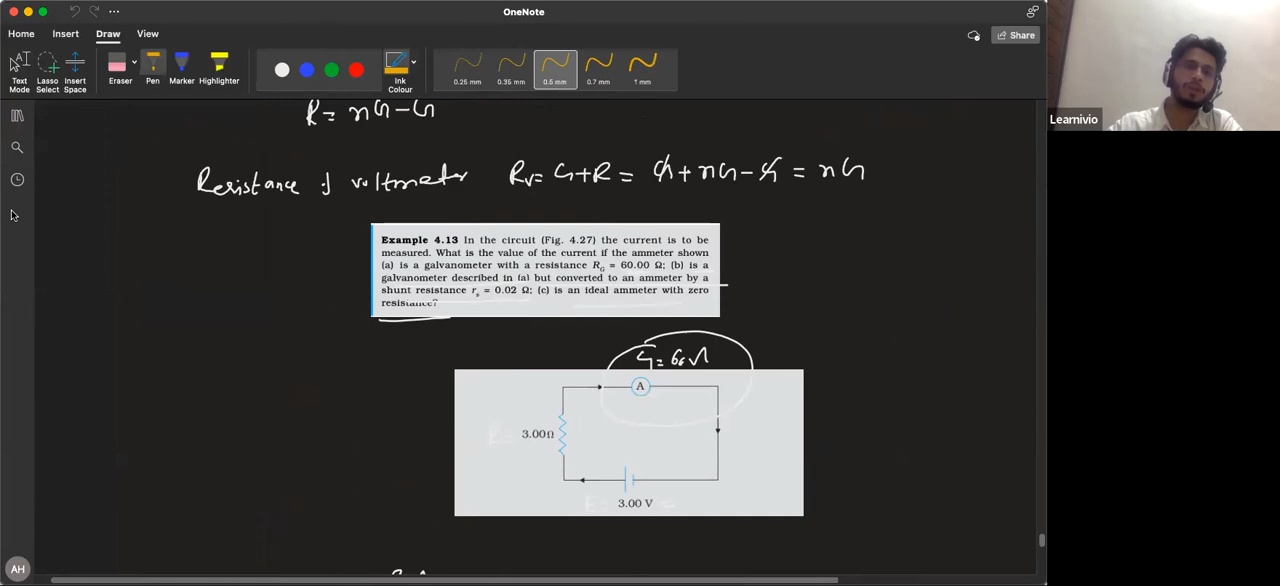 OneNote
Home Insert Draw View
Share
Text Mode
Lasso Select
Insert Space
Eraser
Pen
Marker
Highlighter
0.25 mm
0.35 mm
0.5 mm
0.7 mm
1 mm
Ink Colour
Learnivio
R = nG - G
Resistance of voltmeter Rv = G + R = G + nG - G = nG
Example 4.13 In the circuit (Fig. 4.27) the current is to be
measured. What is the value of the current if the ammeter shown
(a) is a galvanometer with a resistance RG = 60.00 Ω; (b) is a
galvanometer described in (a) but converted to an ammeter by a
shunt resistance rs = 0.02 Ω; (c) is an ideal ammeter with zero
resistance?
G = 60 Ω
A
3.00Ω
E =
3.00 V
AH